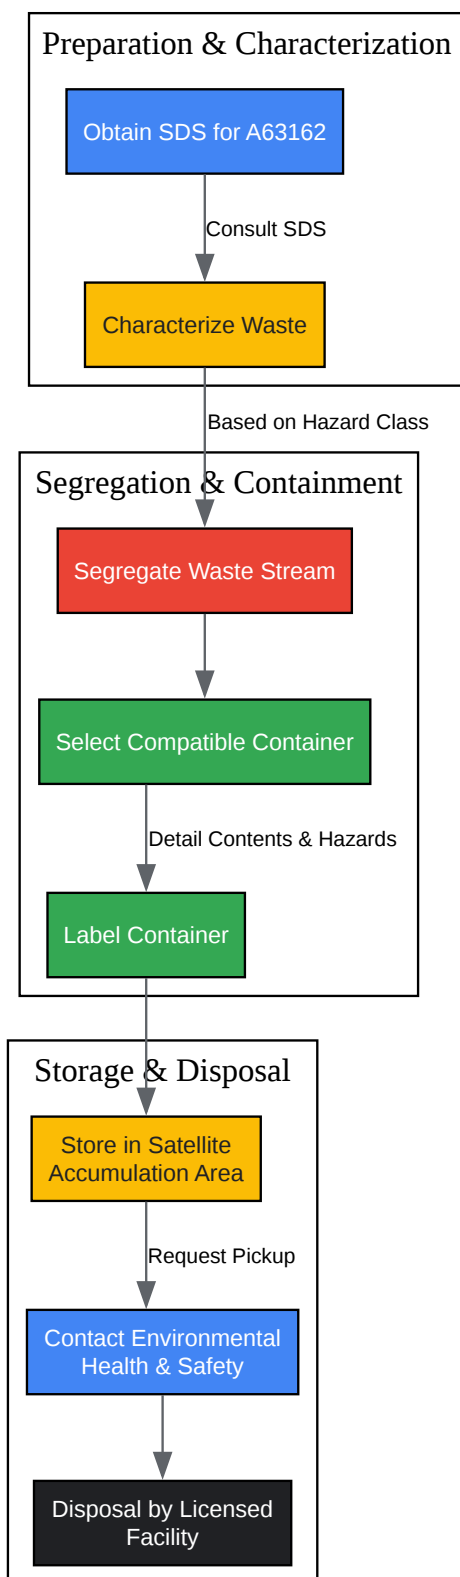 Preparation & Characterization
Obtain SDS for A63162
Consult SDS
Characterize Waste
Based on Hazard Class
Segregation & Containment
Segregate Waste Stream
Select Compatible Container
Detail Contents & Hazards
Label Container
Storage & Disposal
Store in Satellite
Accumulation Area
Request Pickup
Contact Environmental
Health & Safety
Disposal by Licensed
Facility